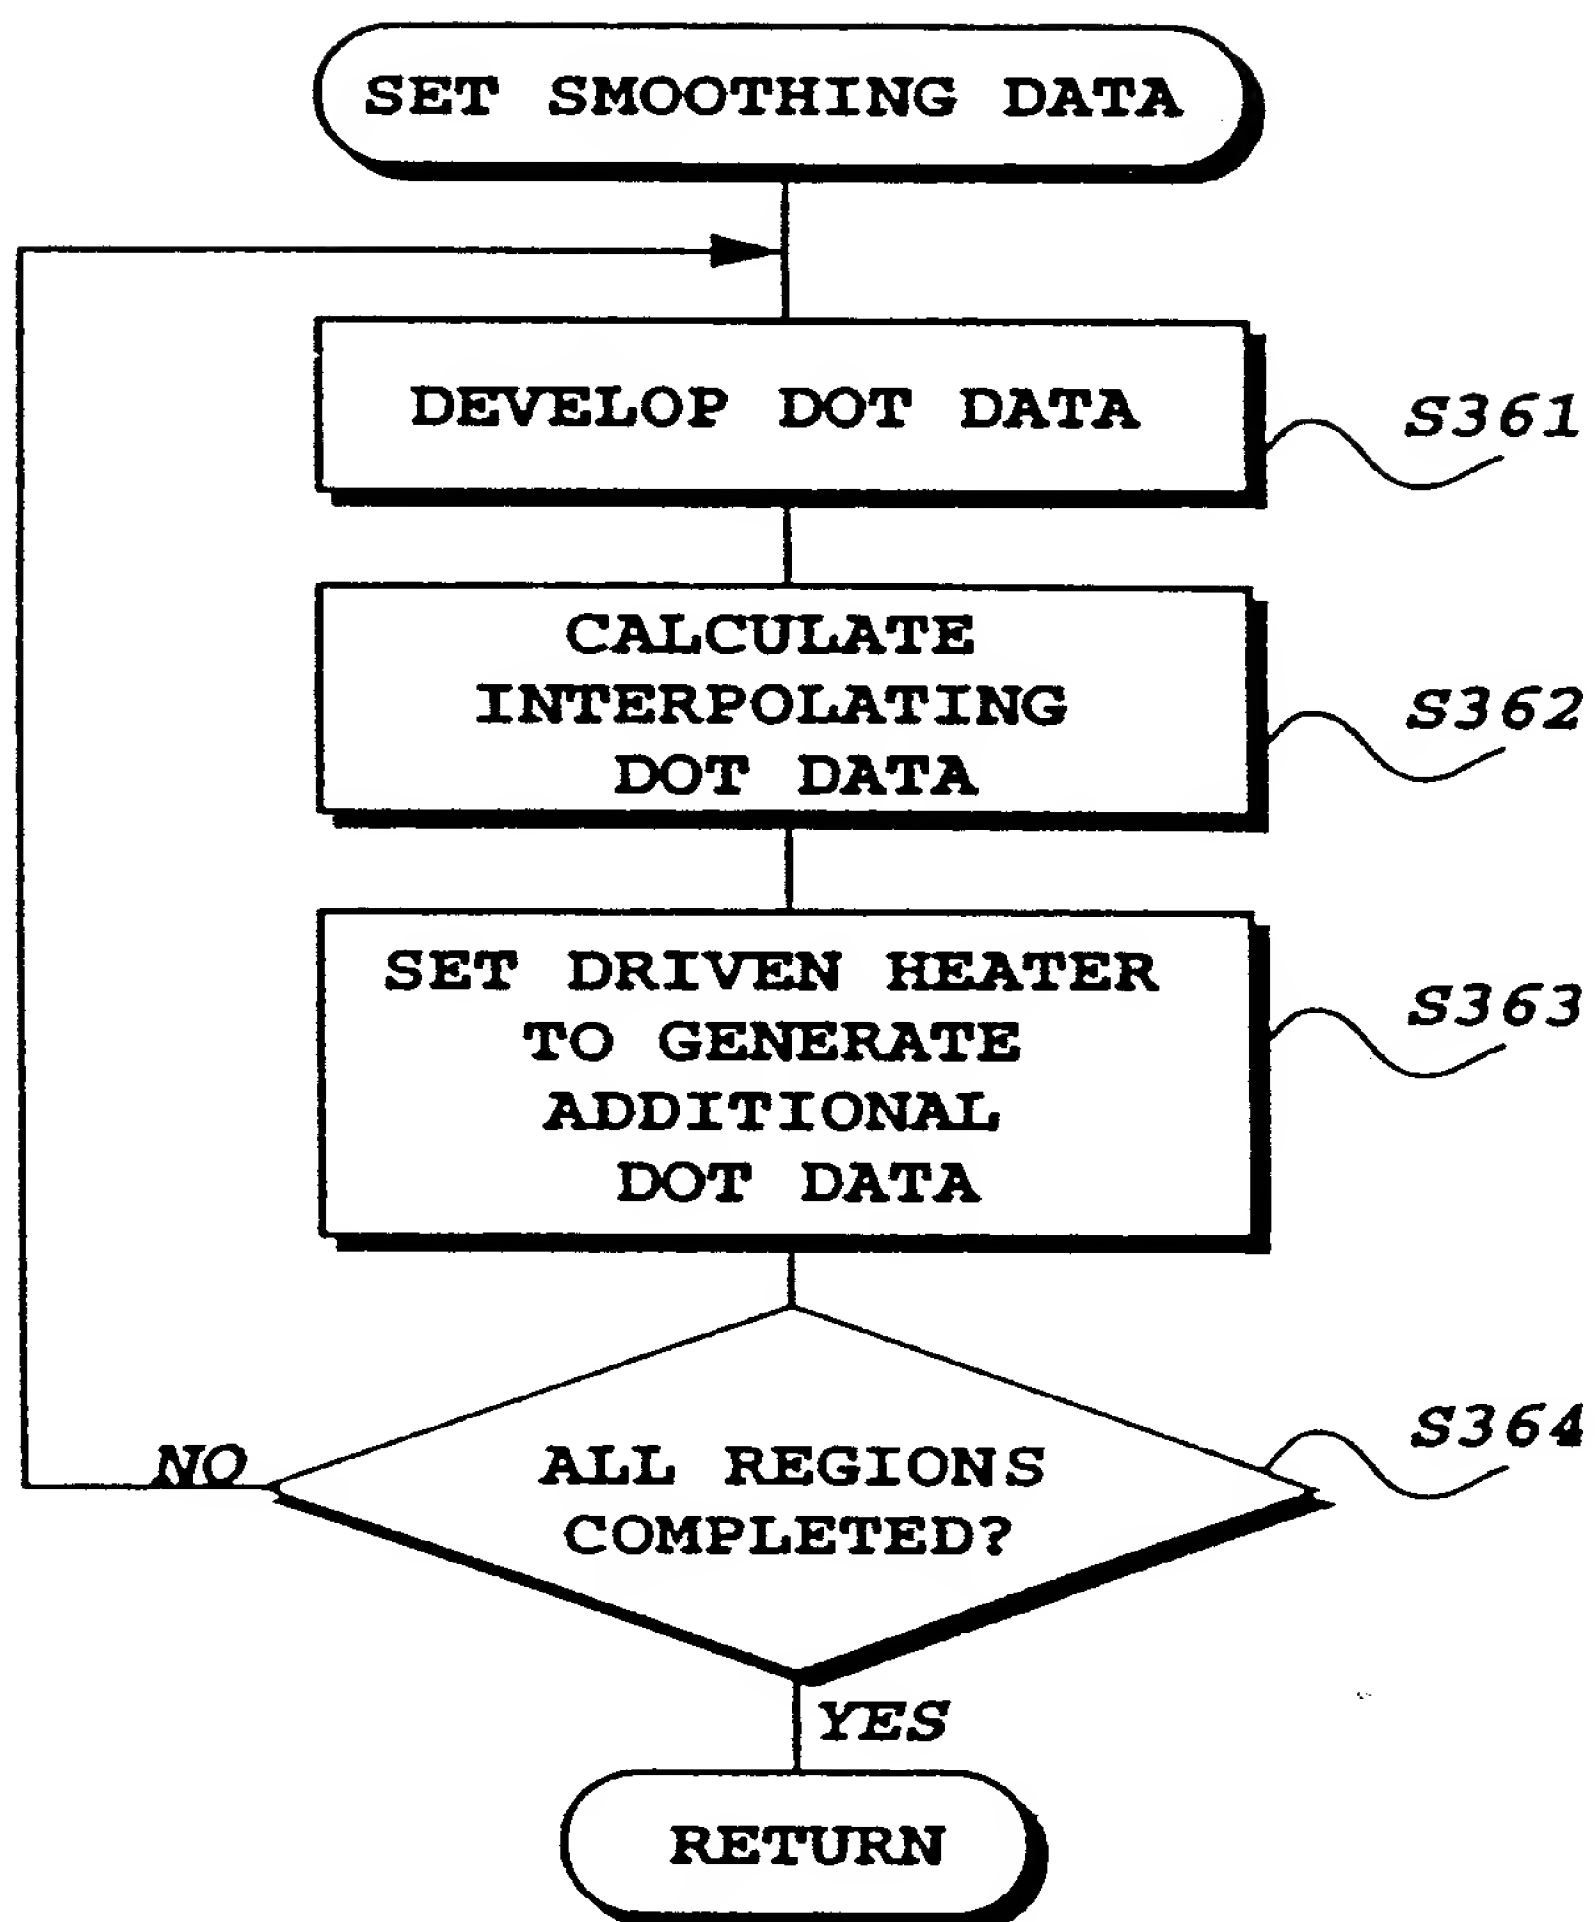 SET SMOOTHING DATA
DEVELOP DOT DATA
S361
CALCULATE
INTERPOLATING
DOT DATA
S362
SET DRIVEN HEATER
TO GENERATE
ADDITIONAL
DOT DATA
S363
ALL REGIONS
COMPLETED?
S364
NO
YES
RETURN